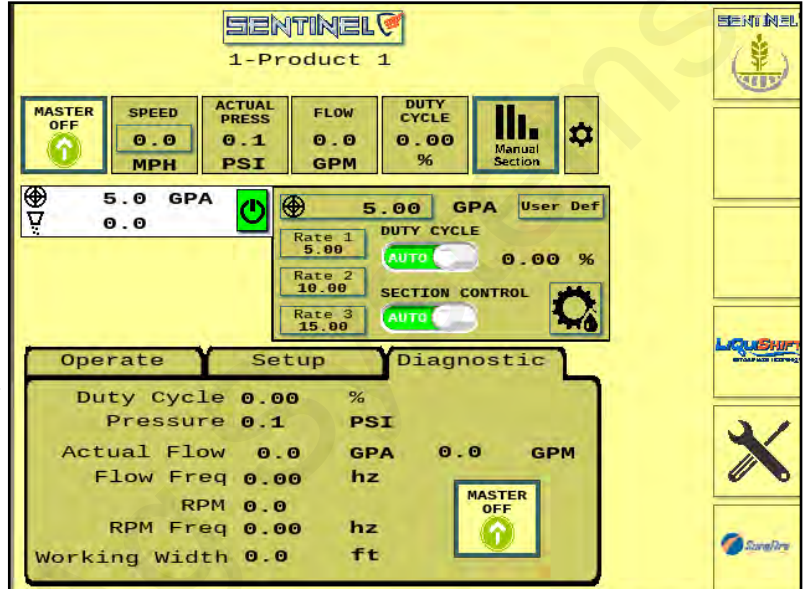 SENTINEL
SENTINEL
1-Product 1
MASTER OFF
SPEED
0.0
MPH
ACTUAL PRESS
0.1
PSI
FLOW
0.0
GPM
DUTY CYCLE
0.00
%
Manual Section
5.0 GPA
0.0
5.00 GPA User Def
Rate 1
5.00
Rate 2
10.00
Rate 3
15.00
DUTY CYCLE
AUTO 0.00 %
SECTION CONTROL
AUTO
Operate Setup Diagnostic
Duty Cycle 0.00 %
Pressure 0.1 PSI
Actual Flow 0.0 GPA 0.0 GPM
Flow Freq 0.00 hz
RPM 0.0
RPM Freq 0.00 hz
Working Width 0.0 ft
MASTER OFF
LiquiShift
SureFire